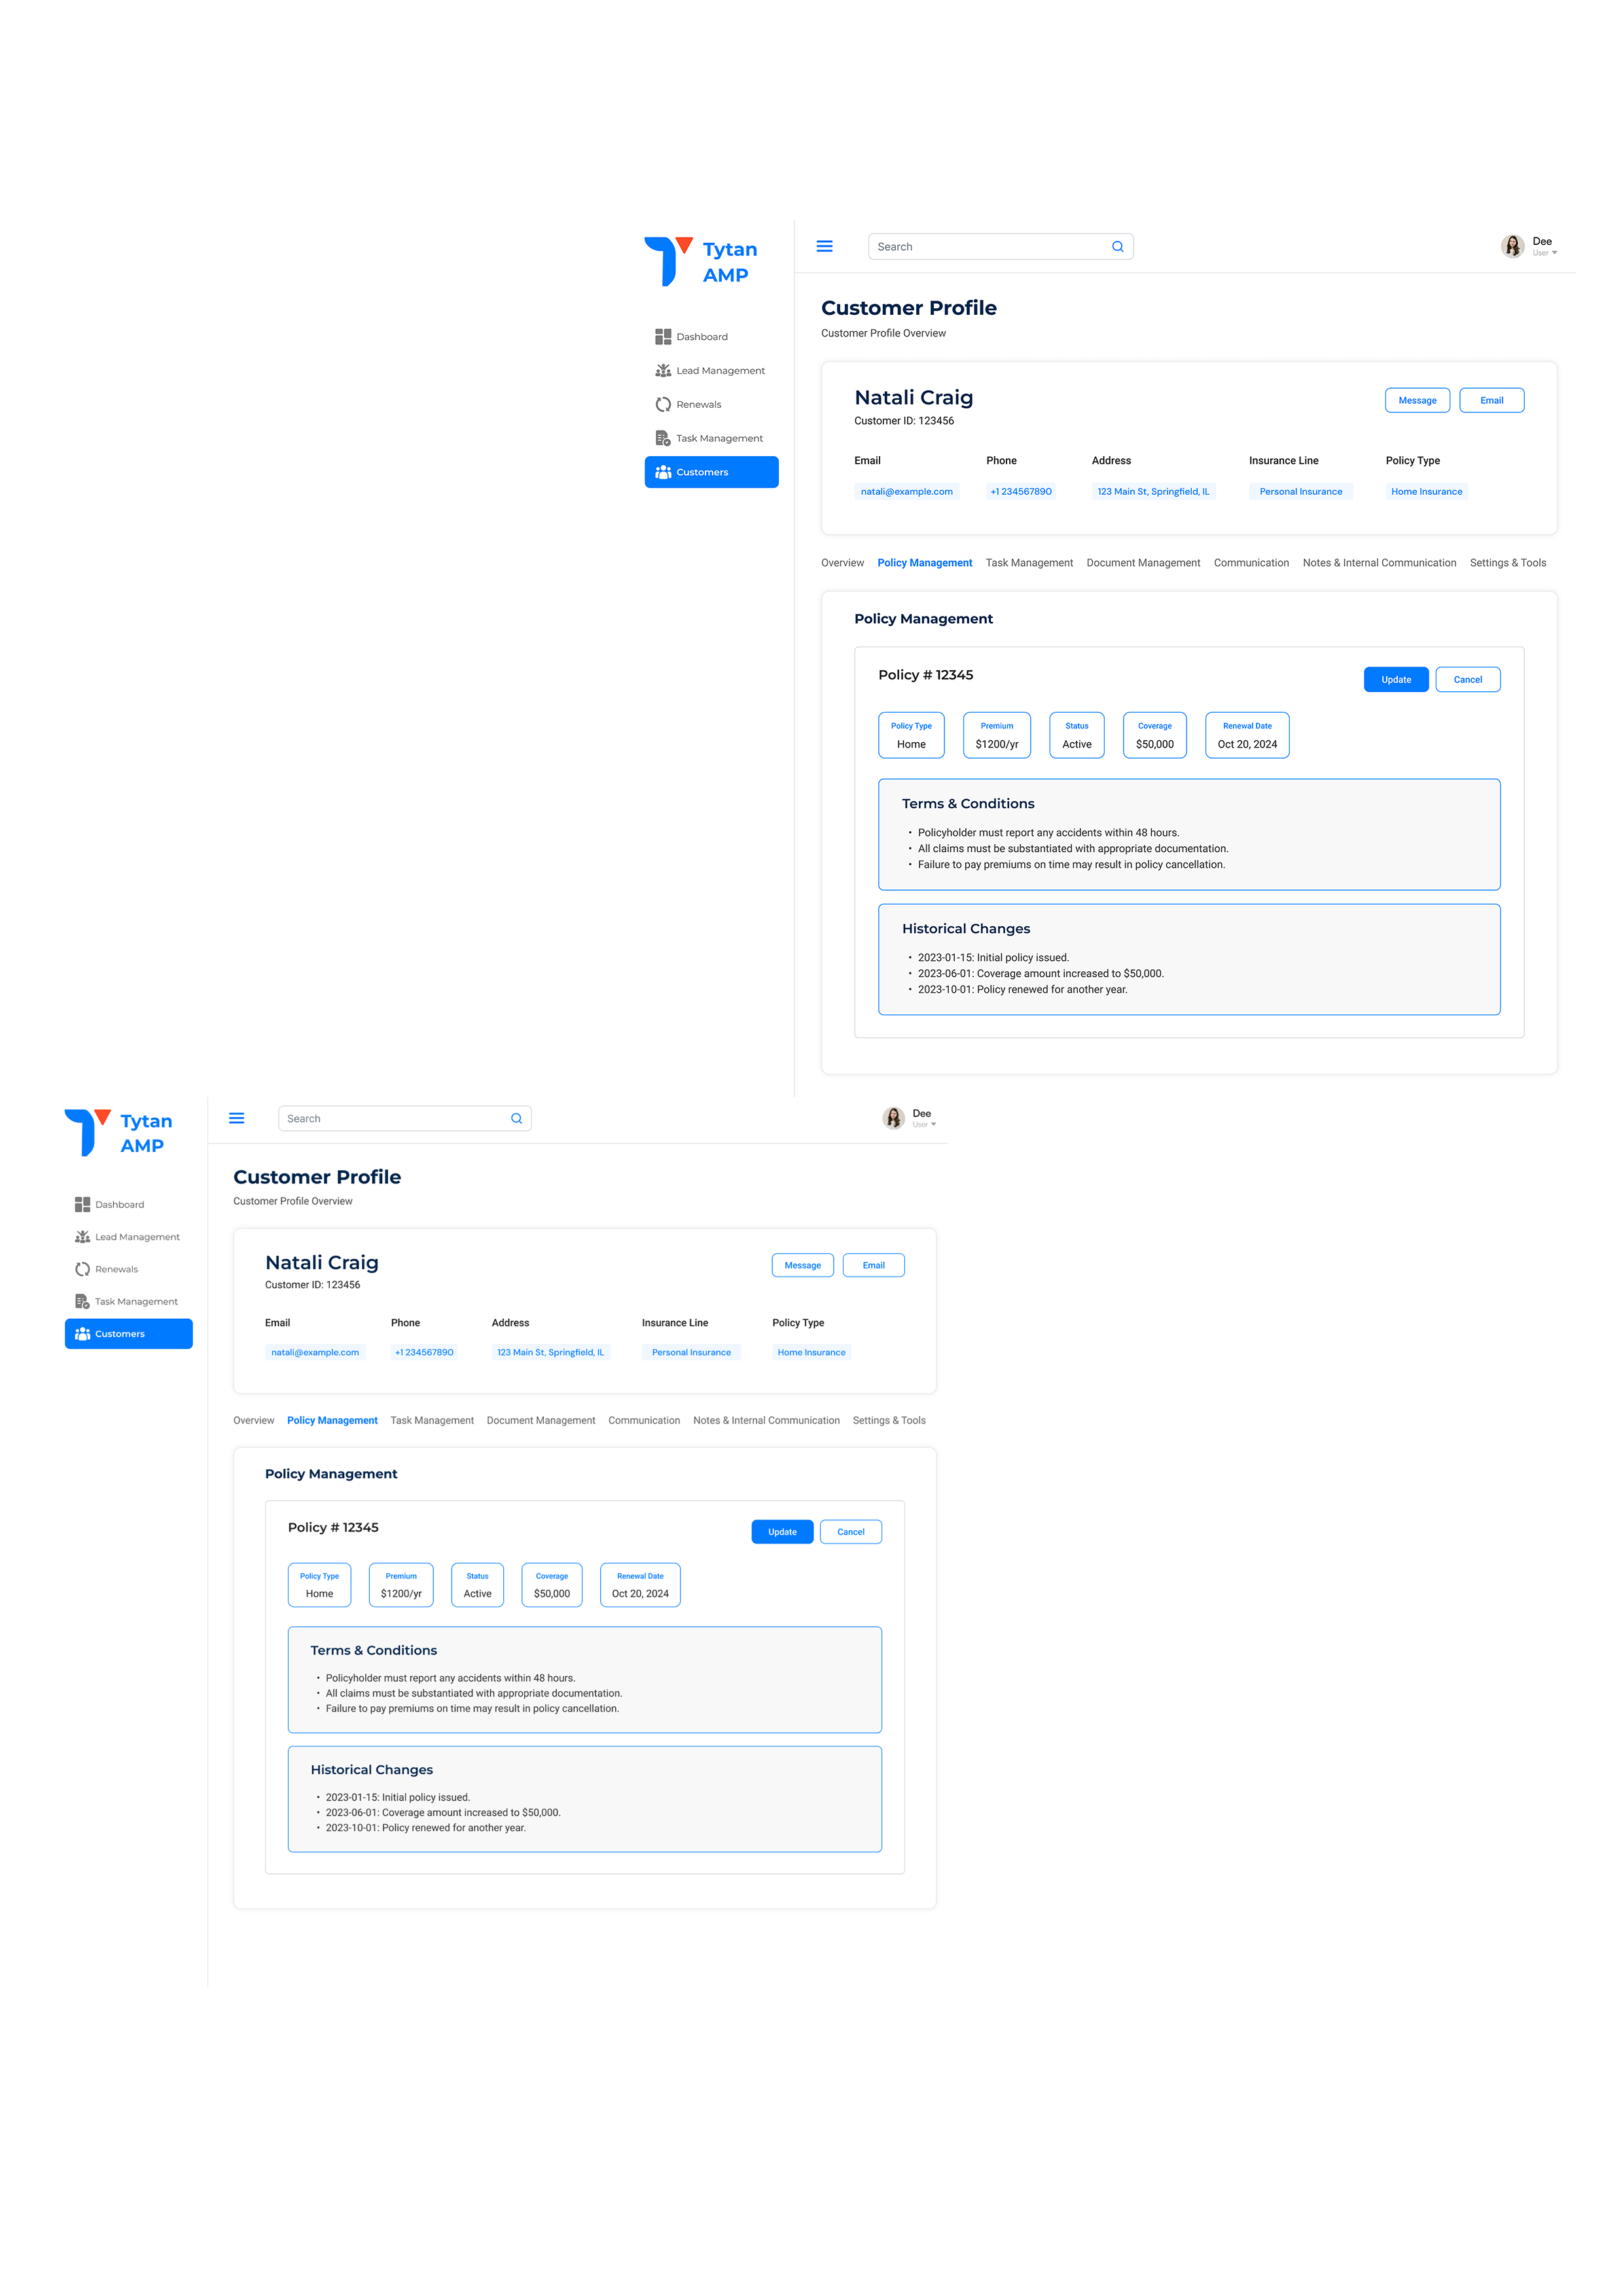 Tytan
AMP
Search
Dee
User
Dashboard
Lead Management
Renewals
Task Management
Customers
Customer Profile
Customer Profile Overview
Natali Craig
Customer ID: 123456
Message Email
Email Phone Address Insurance Line Policy Type
natali@example.com +1 234567890 123 Main St, Springfield, IL Personal Insurance Home Insurance
Overview Policy Management Task Management Document Management Communication Notes & Internal Communication Settings & Tools
Policy Management
Policy # 12345
Update Cancel
Policy Type Premium Status Coverage Renewal Date
Home $1200/yr Active $50,000 Oct 20, 2024
Terms & Conditions
• Policyholder must report any accidents within 48 hours.
• All claims must be substantiated with appropriate documentation.
• Failure to pay premiums on time may result in policy cancellation.
Historical Changes
• 2023-01-15: Initial policy issued.
• 2023-06-01: Coverage amount increased to $50,000.
• 2023-10-01: Policy renewed for another year.
Tytan
AMP
Search
Dee
User
Dashboard
Lead Management
Renewals
Task Management
Customers
Customer Profile
Customer Profile Overview
Natali Craig
Customer ID: 123456
Message Email
Email Phone Address Insurance Line Policy Type
natali@example.com +1 234567890 123 Main St, Springfield, IL Personal Insurance Home Insurance
Overview Policy Management Task Management Document Management Communication Notes & Internal Communication Settings & Tools
Policy Management
Policy # 12345
Update Cancel
Policy Type Premium Status Coverage Renewal Date
Home $1200/yr Active $50,000 Oct 20, 2024
Terms & Conditions
• Policyholder must report any accidents within 48 hours.
• All claims must be substantiated with appropriate documentation.
• Failure to pay premiums on time may result in policy cancellation.
Historical Changes
• 2023-01-15: Initial policy issued.
• 2023-06-01: Coverage amount increased to $50,000.
• 2023-10-01: Policy renewed for another year.